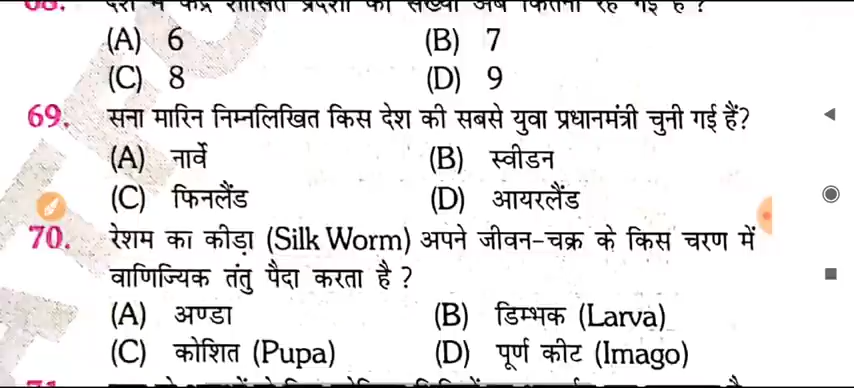 (A) 6 (B) 7
(C) 8 (D) 9
69. सना मारिन निम्नलिखित किस देश की सबसे युवा प्रधानमंत्री चुनी गई हैं?
(A) नार्वे (B) स्वीडन
(C) फिनलैंड (D) आयरलैंड
70. रेशम का कीड़ा (Silk Worm) अपने जीवन-चक्र के किस चरण में
वाणिज्यिक तंतु पैदा करता है ?
(A) अण्डा (B) डिम्भक (Larva)
(C) कोशित (Pupa) (D) पूर्ण कीट (Imago)